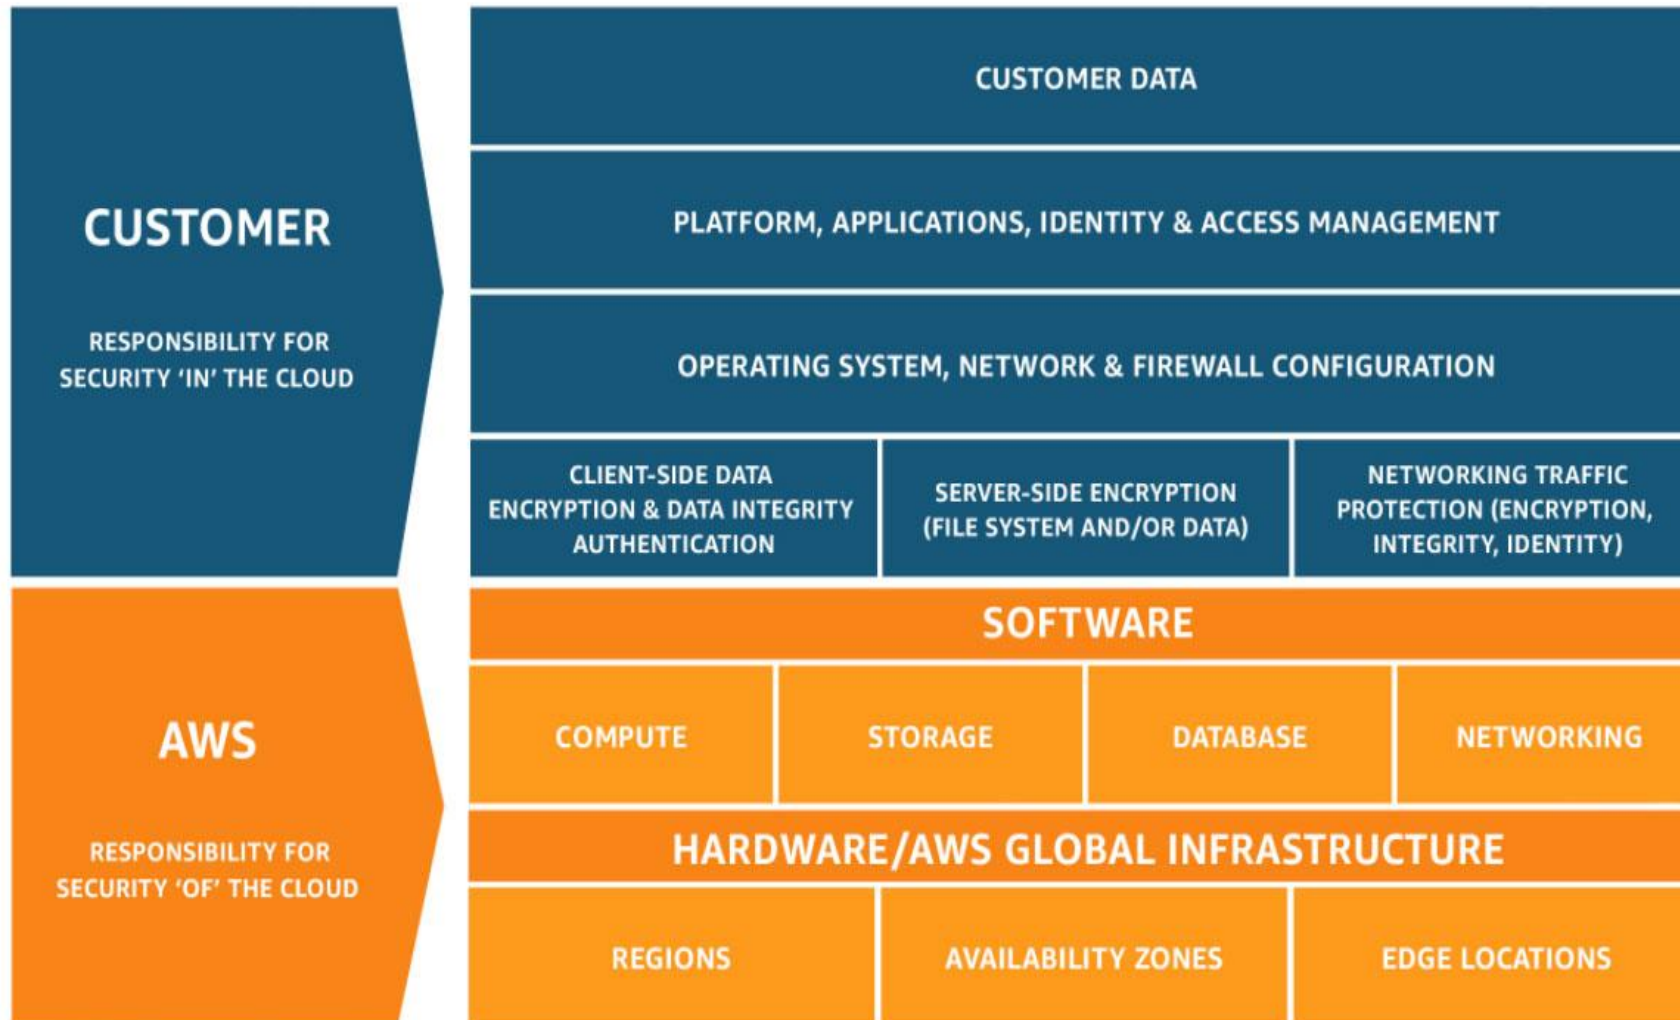 CUSTOMER
RESPONSIBILITY FOR
SECURITY ‘IN’ THE CLOUD
CUSTOMER DATA
PLATFORM, APPLICATIONS, IDENTITY & ACCESS MANAGEMENT
OPERATING SYSTEM, NETWORK & FIREWALL CONFIGURATION
CLIENT-SIDE DATA
ENCRYPTION & DATA INTEGRITY
AUTHENTICATION
SERVER-SIDE ENCRYPTION
(FILE SYSTEM AND/OR DATA)
NETWORKING TRAFFIC
PROTECTION (ENCRYPTION,
INTEGRITY, IDENTITY)
AWS
RESPONSIBILITY FOR
SECURITY ‘OF’ THE CLOUD
SOFTWARE
COMPUTE
STORAGE
DATABASE
NETWORKING
HARDWARE/AWS GLOBAL INFRASTRUCTURE
REGIONS
AVAILABILITY ZONES
EDGE LOCATIONS